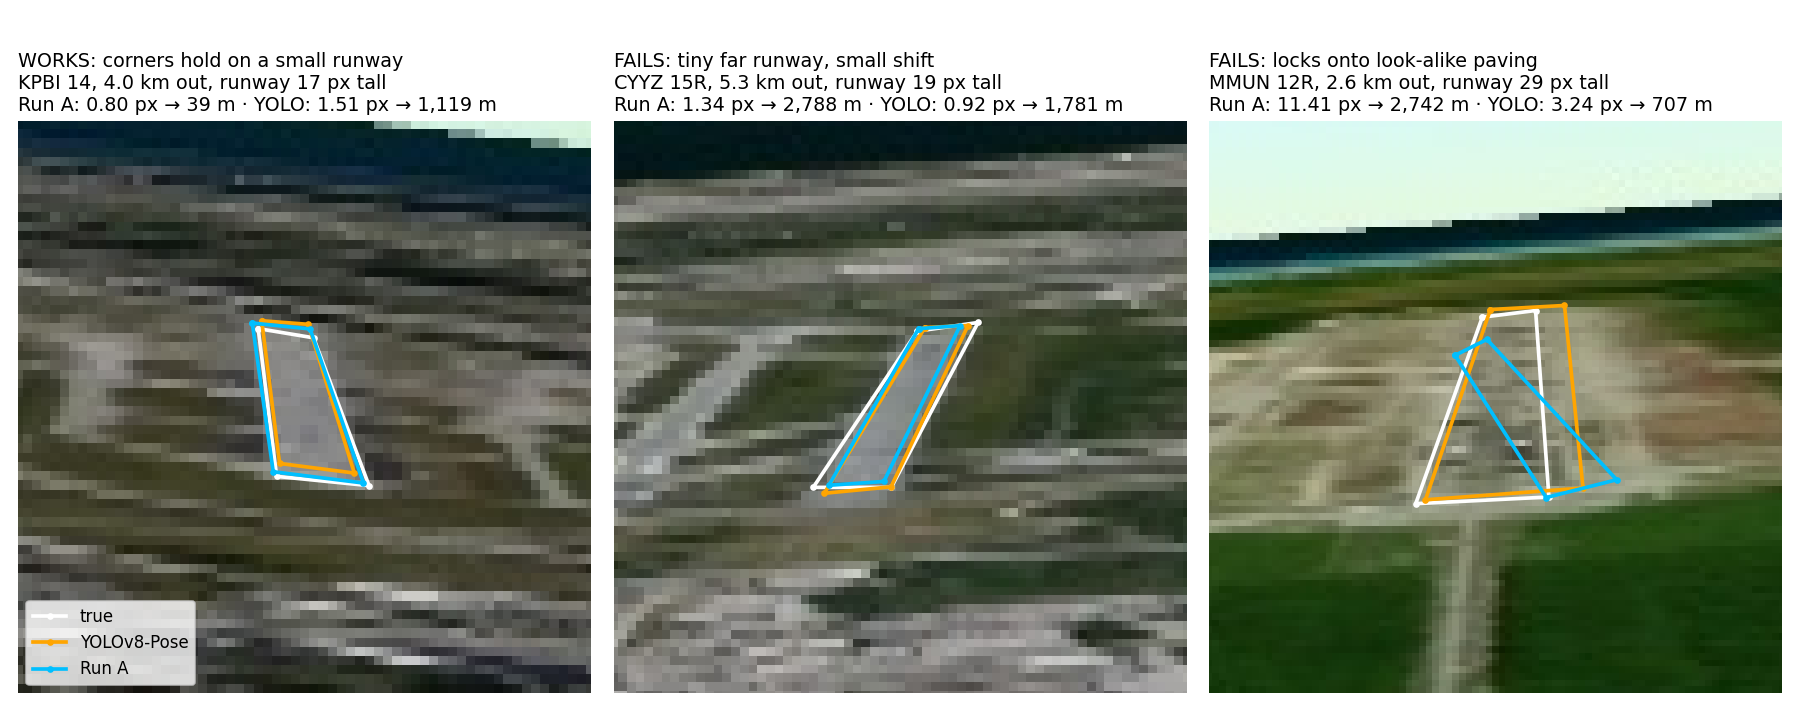 WORKS: corners hold on a small runway
KPBI 14, 4.0 km out, runway 17 px tall
Run A: 0.80 px → 39 m · YOLO: 1.51 px → 1,119 m
FAILS: tiny far runway, small shift
CYYZ 15R, 5.3 km out, runway 19 px tall
Run A: 1.34 px → 2,788 m · YOLO: 0.92 px → 1,781 m
FAILS: locks onto look-alike paving
MMUN 12R, 2.6 km out, runway 29 px tall
Run A: 11.41 px → 2,742 m · YOLO: 3.24 px → 707 m
true
YOLOv8-Pose
Run A